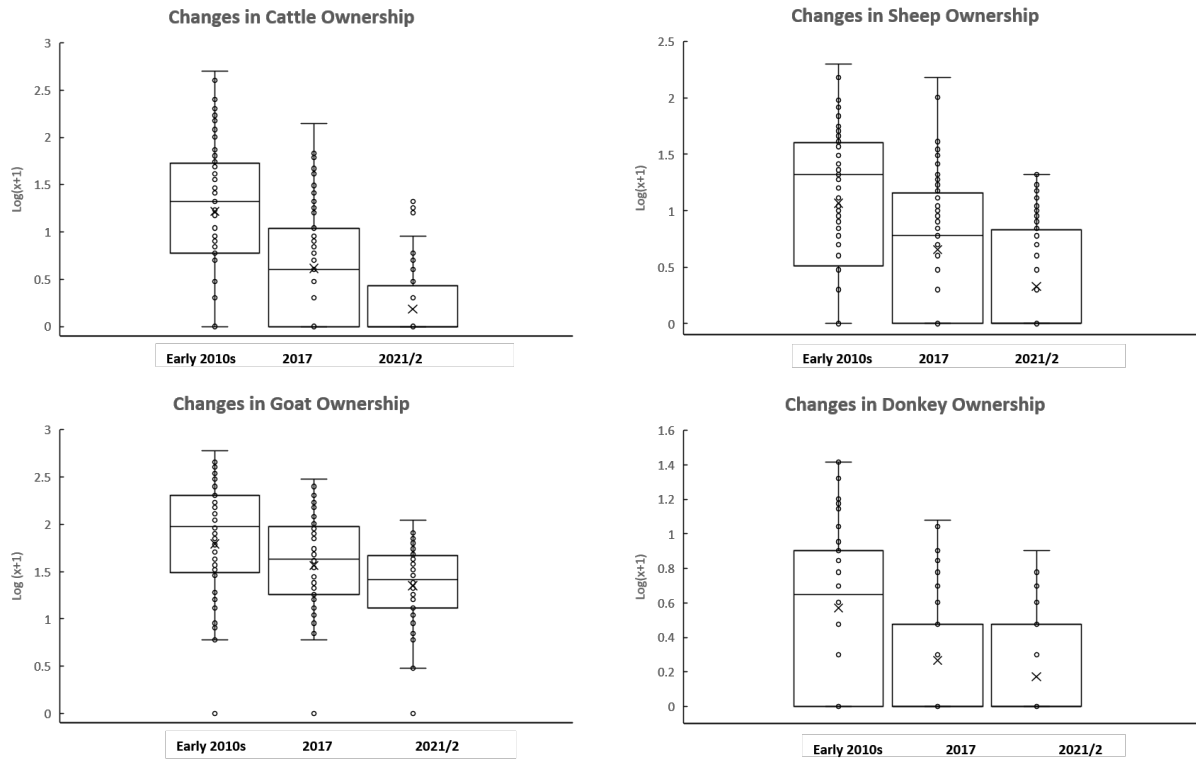 Changes in Cattle Ownership
3
2.5
2
1.5
1
0.5
0
Log(x+1)
Early 2010s 2017 2021/2
Changes in Sheep Ownership
2.5
2
1.5
1
0.5
0
Log(x+1)
Early 2010s 2017 2021/2
Changes in Goat Ownership
3
2.5
2
1.5
1
0.5
0
Log (x+1)
Early 2010s 2017 2021/2
Changes in Donkey Ownership
1.6
1.4
1.2
1
0.8
0.6
0.4
0.2
0
Log(x+1)
Early 2010s 2017 2021/2